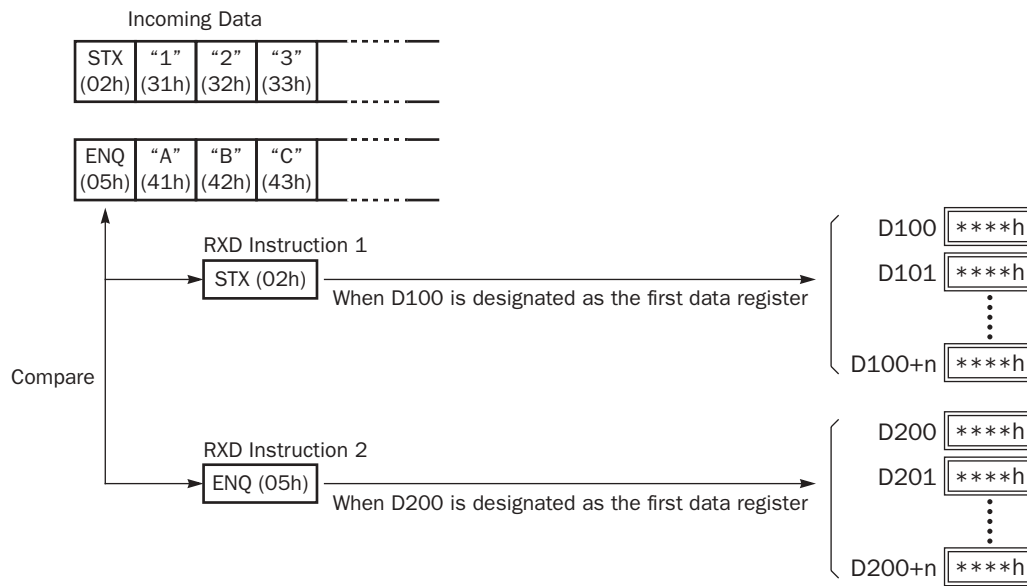 Incoming Data
STX “1” “2” “3”
(02h) (31h) (32h) (33h)
ENQ “A” “B” “C”
(05h) (41h) (42h) (43h)
RXD Instruction 1
STX (02h)
When D100 is designated as the first data register
D100 ****h
D101 ****h
D100+n ****h
Compare
RXD Instruction 2
ENQ (05h)
When D200 is designated as the first data register
D200 ****h
D201 ****h
D200+n ****h